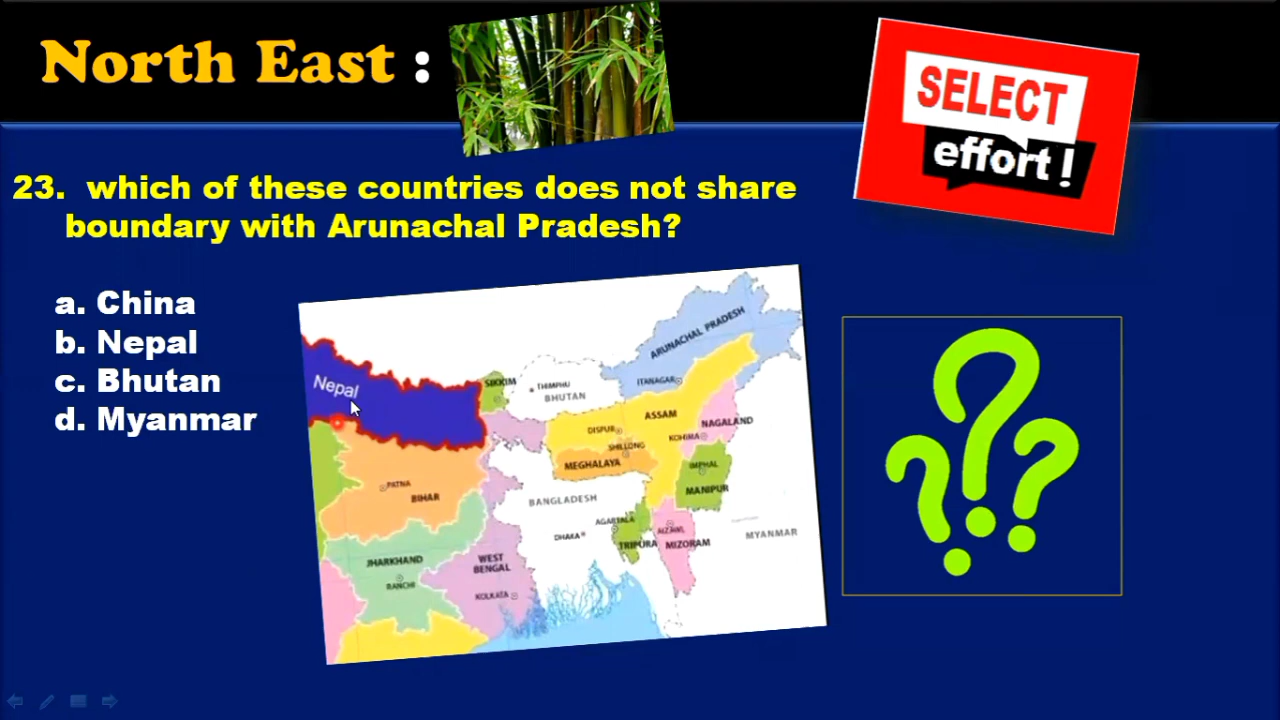 North East :
SELECT
effort !
23. which of these countries does not share
boundary with Arunachal Pradesh?
a. China
b. Nepal
c. Bhutan
d. Myanmar
Nepal
SIKKIM
THIMPHU
BHUTAN
ARUNACHAL PRADESH
ITANAGAR
ASSAM
DISPUR
NAGALAND
KOHIMA
SHILLONG
MEGHALAYA
IMPHAL
MANIPUR
PATNA
BIHAR
BANGLADESH
DHAKA
AGARTALA
TRIPURA
AIZAWL
MIZORAM
MYANMAR
JHARKHAND
RANCHI
WEST
BENGAL
KOLKATA
???